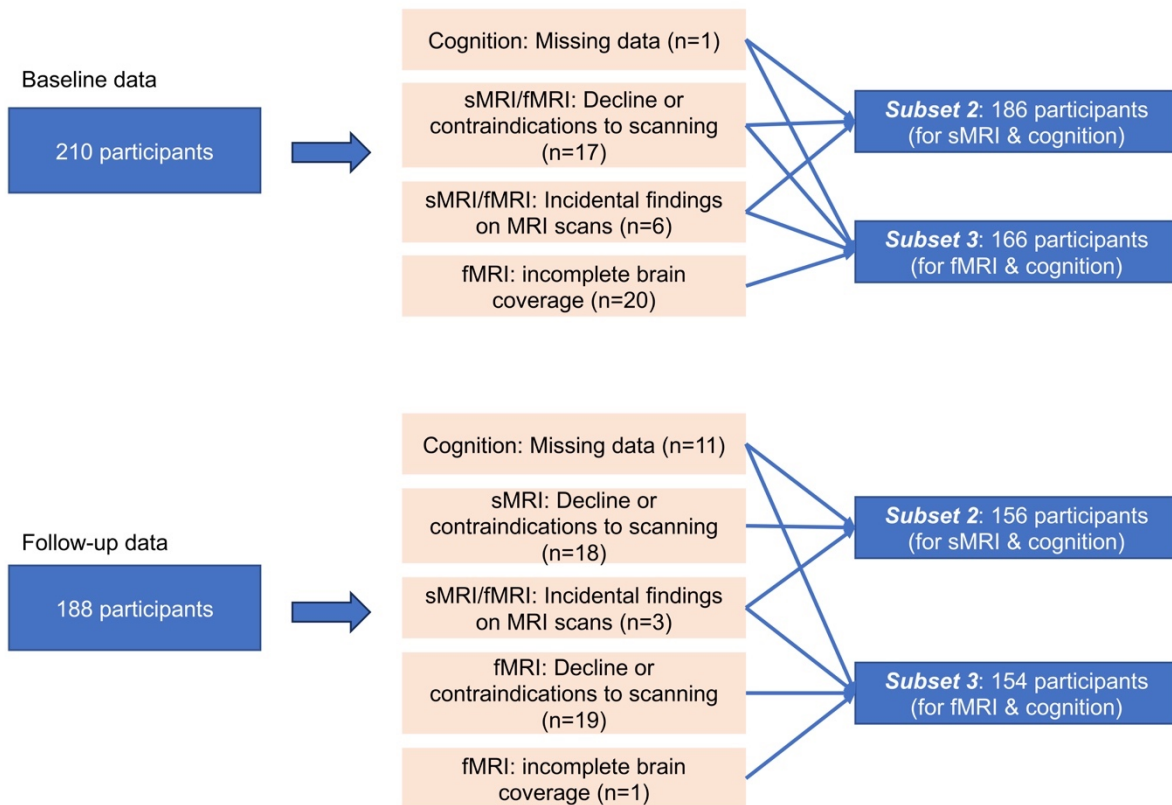 Baseline data
210 participants
Cognition: Missing data (n=1)
sMRI/fMRI: Decline or
contraindications to scanning
(n=17)
sMRI/fMRI: Incidental findings
on MRI scans (n=6)
fMRI: incomplete brain
coverage (n=20)
Subset 2: 186 participants
(for sMRI & cognition)
Subset 3: 166 participants
(for fMRI & cognition)
Follow-up data
188 participants
Cognition: Missing data (n=11)
sMRI: Decline or
contraindications to scanning
(n=18)
sMRI/fMRI: Incidental findings
on MRI scans (n=3)
fMRI: Decline or
contraindications to scanning
(n=19)
fMRI: incomplete brain
coverage (n=1)
Subset 2: 156 participants
(for sMRI & cognition)
Subset 3: 154 participants
(for fMRI & cognition)